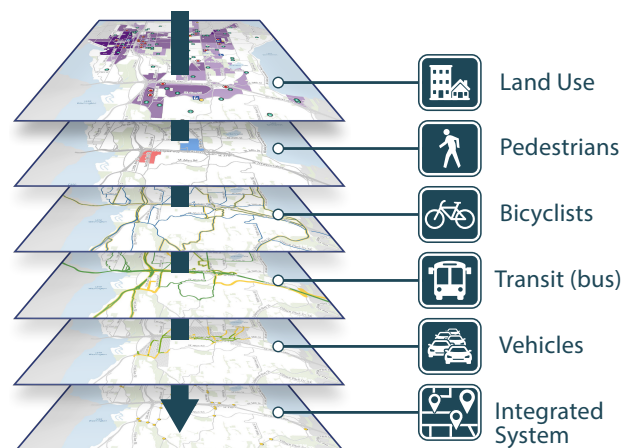 Land Use
Pedestrians
Bicyclists
Transit (bus)
Vehicles
Integrated
System